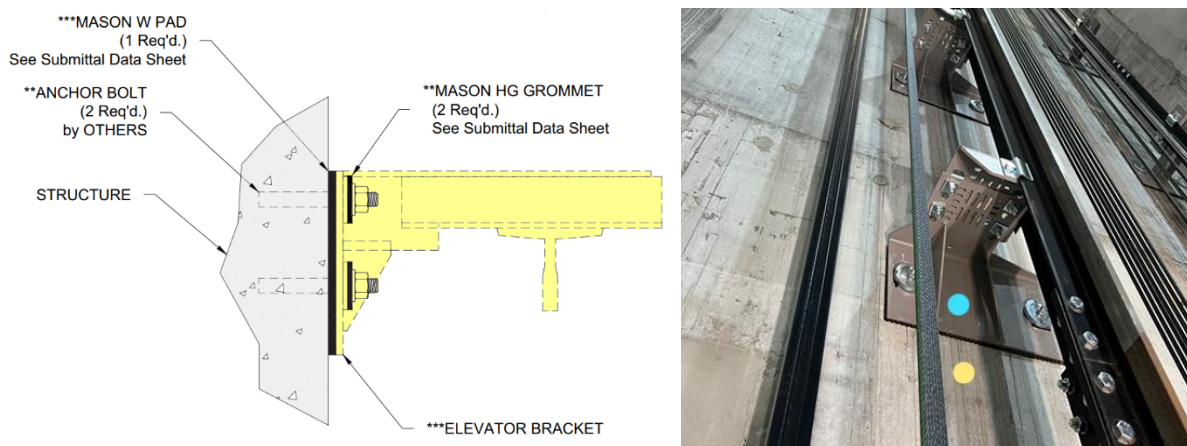 ***MASON W PAD
(1 Req'd.)
See Submittal Data Sheet
**ANCHOR BOLT
(2 Req'd.)
by OTHERS
STRUCTURE
**MASON HG GROMMET
(2 Req'd.)
See Submittal Data Sheet
***ELEVATOR BRACKET